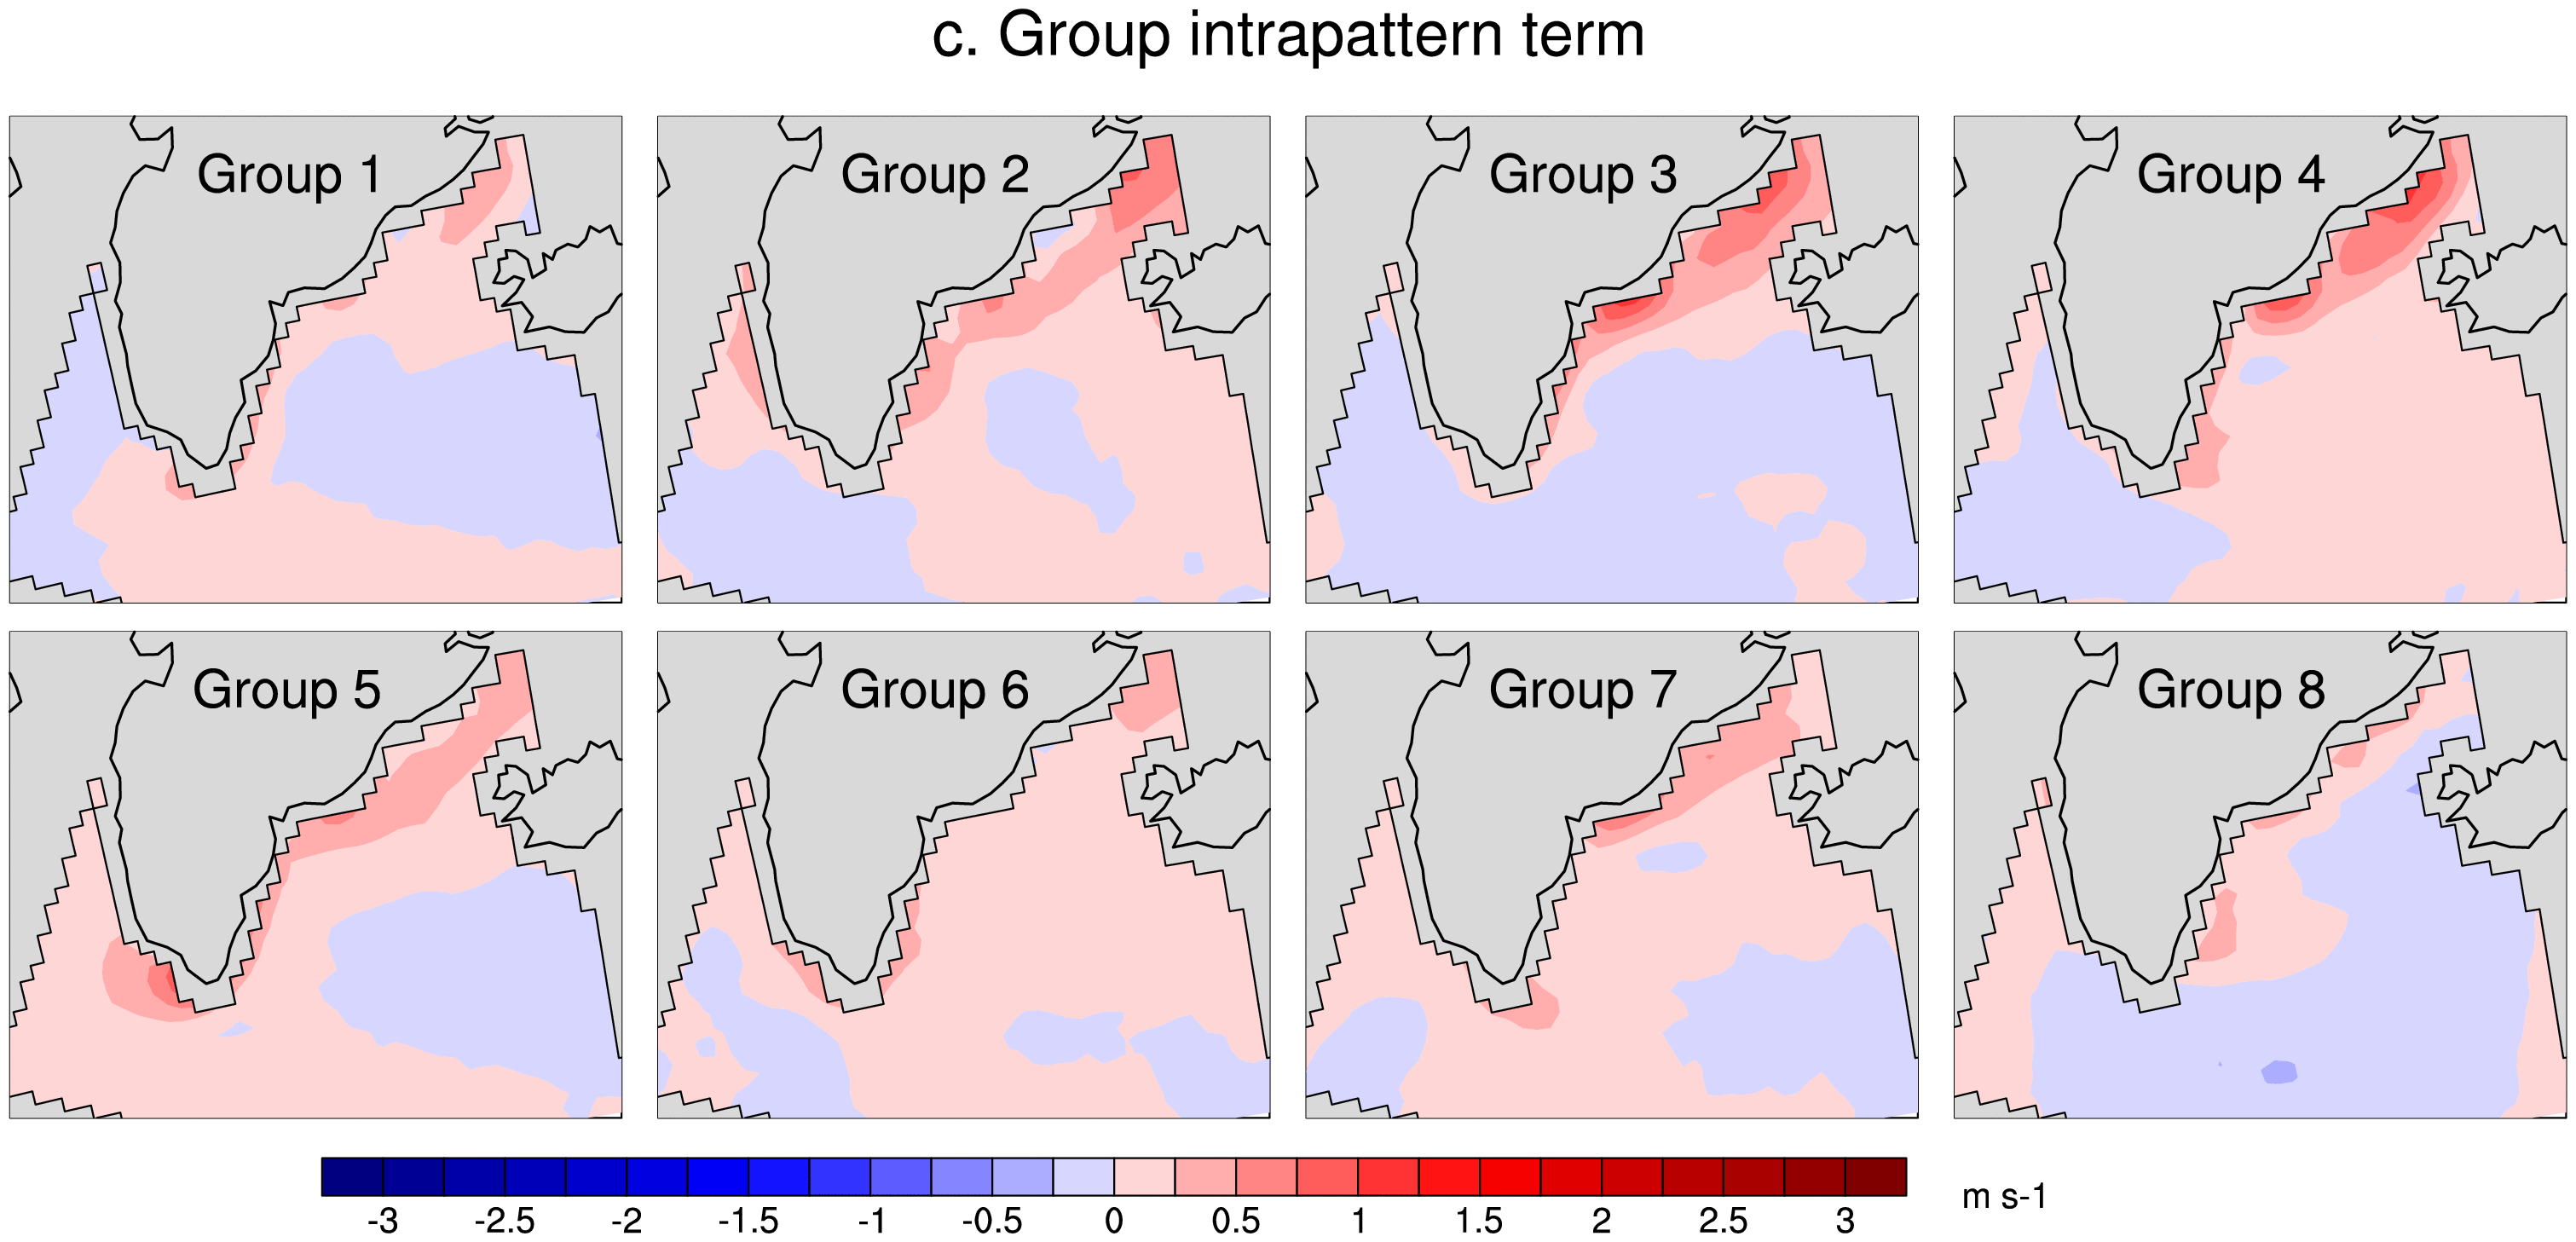 c. Group intrapattern term
Group 1 Group 2 Group 3 Group 4
Group 5 Group 6 Group 7 Group 8
-3 -2.5 -2 -1.5 -1 -0.5 0 0.5 1 1.5 2 2.5 3
m s-1